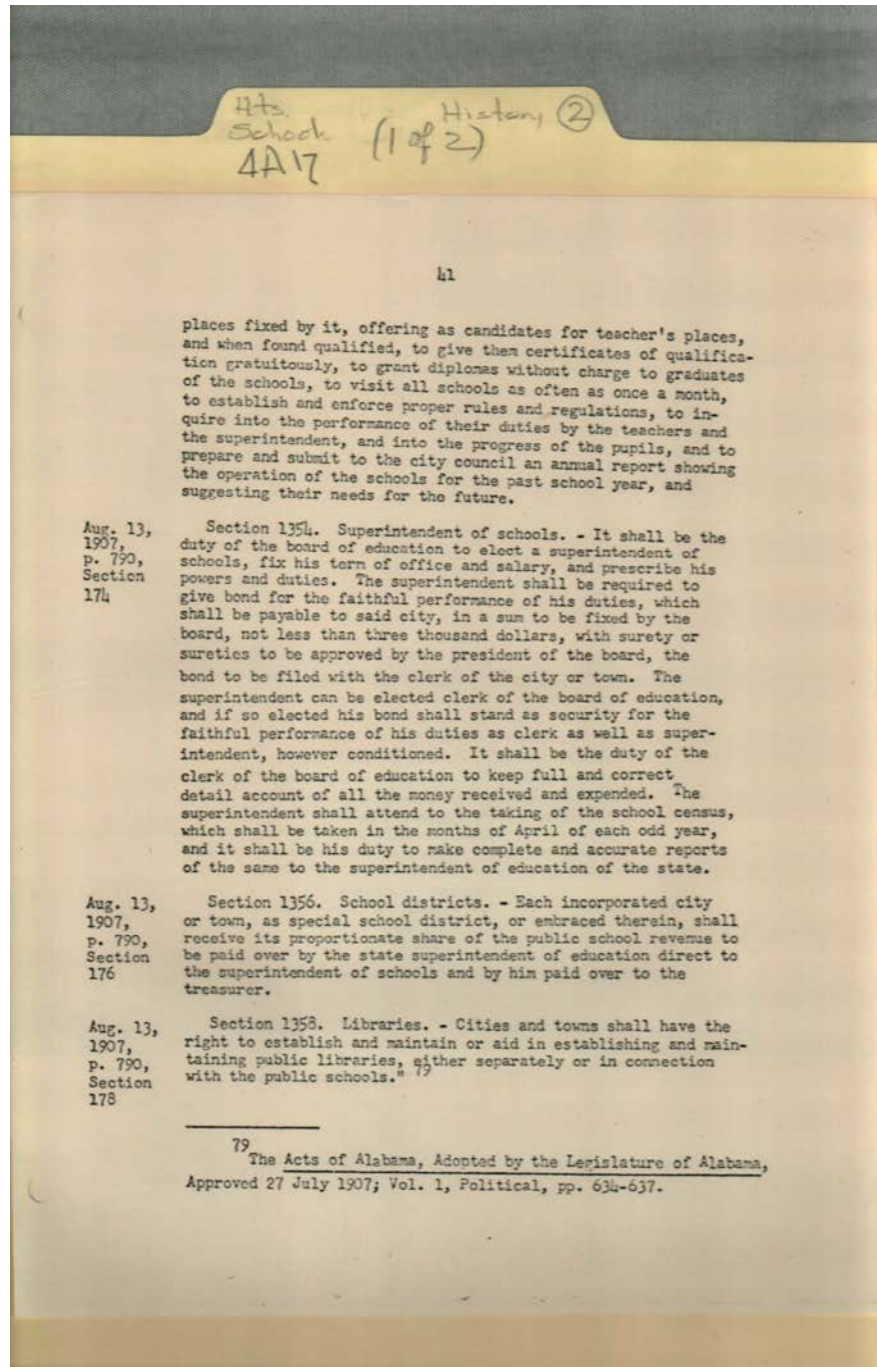 Hts. History ②
School (1 of 2)
4A17
41
places fixed by it, offering as candidates for teacher's places,
and when found qualified, to give them certificates of qualifica-
tion gratuitously, to grant diplomas without charge to graduates
of the schools, to visit all schools as often as once a month,
to establish and enforce proper rules and regulations, to in-
quire into the performance of their duties by the teachers and
the superintendent, and into the progress of the pupils, and to
prepare and submit to the city council an annual report showing
the operation of the schools for the past school year, and
suggesting their needs for the future.
Aug. 13,
1907,
p. 790,
Section
174
Section 1354. Superintendent of schools. - It shall be the
duty of the board of education to elect a superintendent of
schools, fix his term of office and salary, and prescribe his
powers and duties. The superintendent shall be required to
give bond for the faithful performance of his duties, which
shall be payable to said city, in a sum to be fixed by the
board, not less than three thousand dollars, with surety or
sureties to be approved by the president of the board, the
bond to be filed with the clerk of the city or town. The
superintendent can be elected clerk of the board of education,
and if so elected his bond shall stand as security for the
faithful performance of his duties as clerk as well as super-
intendent, however conditioned. It shall be the duty of the
clerk of the board of education to keep full and correct
detail account of all the money received and expended. The
superintendent shall attend to the taking of the school census,
which shall be taken in the months of April of each odd year,
and it shall be his duty to make complete and accurate reports
of the same to the superintendent of education of the state.
Aug. 13,
1907,
p. 790,
Section
176
Section 1356. School districts. - Each incorporated city
or town, as special school district, or embraced therein, shall
receive its proportionate share of the public school revenue to
be paid over by the state superintendent of education direct to
the superintendent of schools and by him paid over to the
treasurer.
Aug. 13,
1907,
p. 790,
Section
178
Section 1358. Libraries. - Cities and towns shall have the
right to establish and maintain or aid in establishing and main-
taining public libraries, either separately or in connection
with the public schools." 79
79
The Acts of Alabama, Adopted by the Legislature of Alabama,
Approved 27 July 1907; Vol. 1, Political, pp. 634-637.